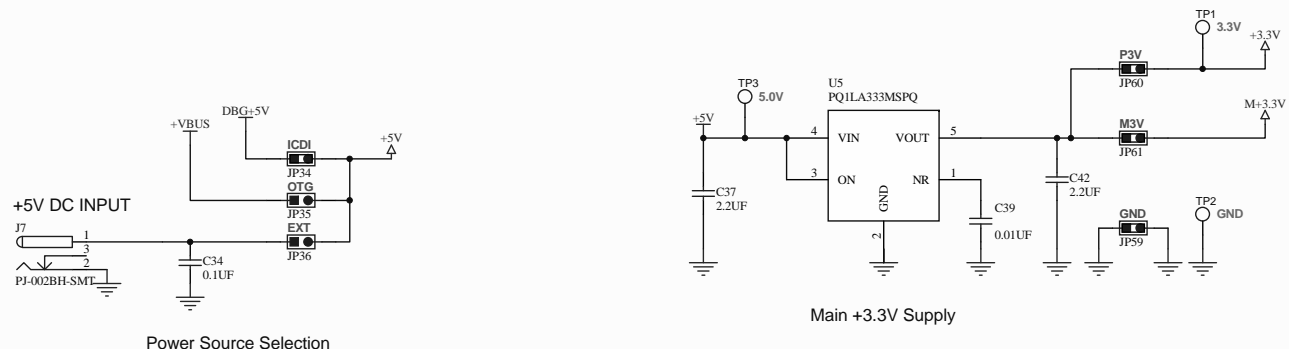 +5V DC INPUT
J7
1
3
2
PJ-002BH-SMT
+VBUS
DBG+5V
ICDI
JP34
OTG
JP35
EXT
JP36
+5V
C34
0.1UF
Power Source Selection
+5V
TP3
5.0V
C37
2.2UF
U5
PQ1LA333MSPQ
4
VIN
VOUT
5
3
ON
NR
1
GND
2
C39
0.01UF
C42
2.2UF
P3V
JP60
M3V
JP61
TP1
3.3V
+3.3V
M+3.3V
GND
JP59
TP2
GND
Main +3.3V Supply